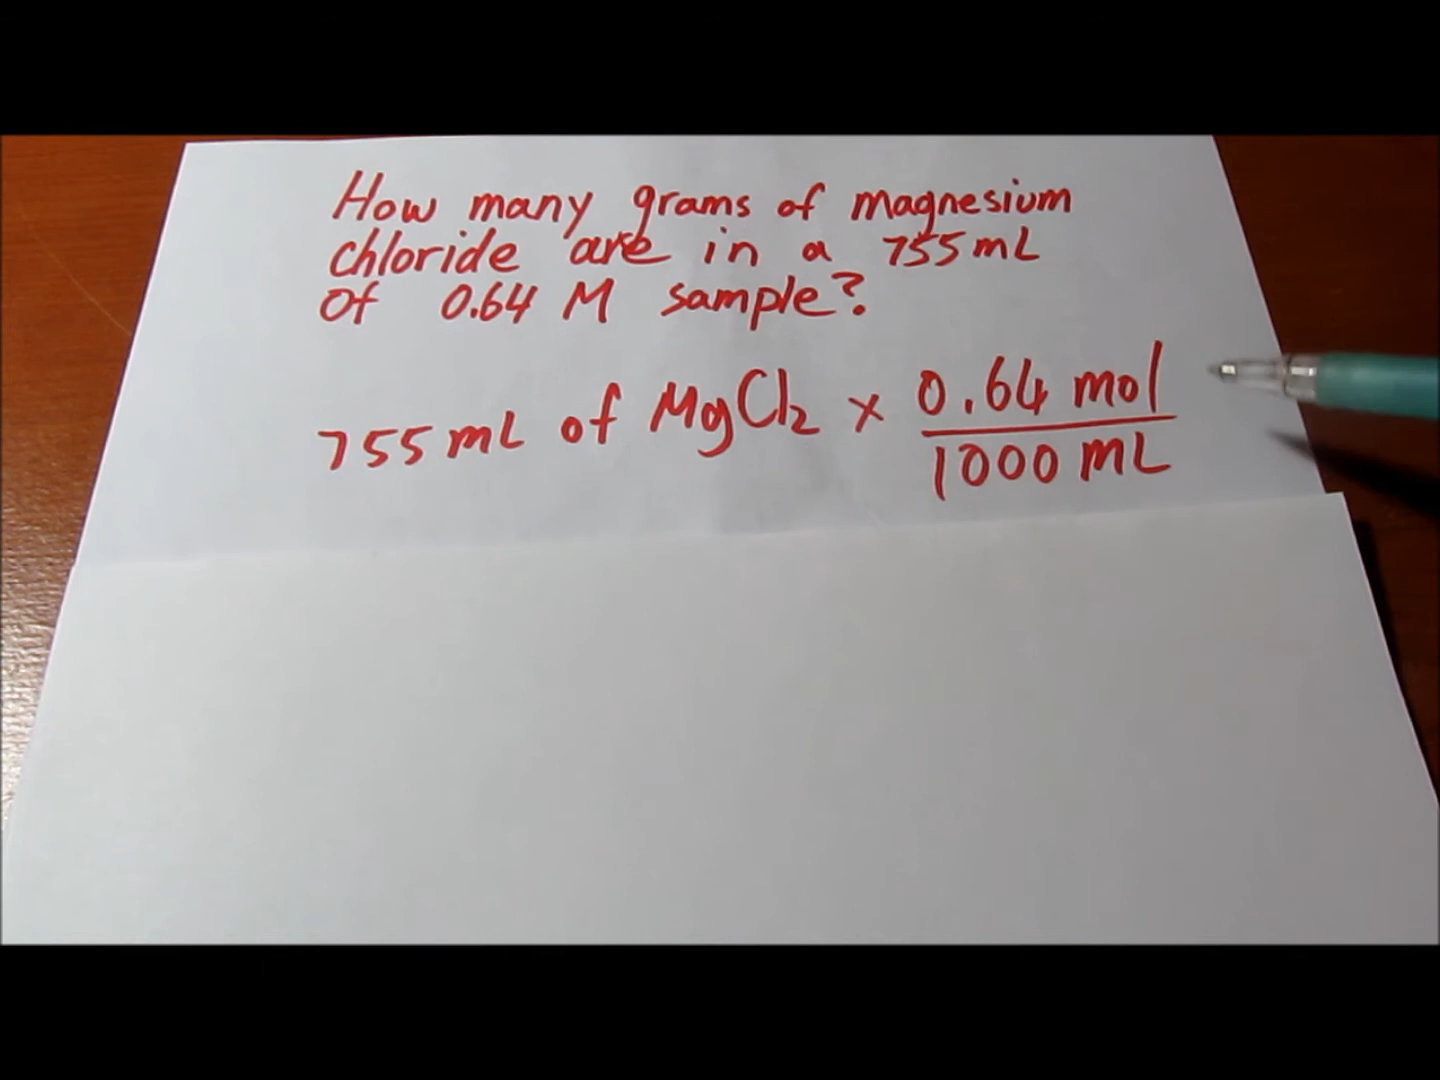 How many grams of magnesium
chloride are in a 755 mL
Of 0.64 M sample?
755 mL of MgCl₂ × 0.64 mol
1000 mL